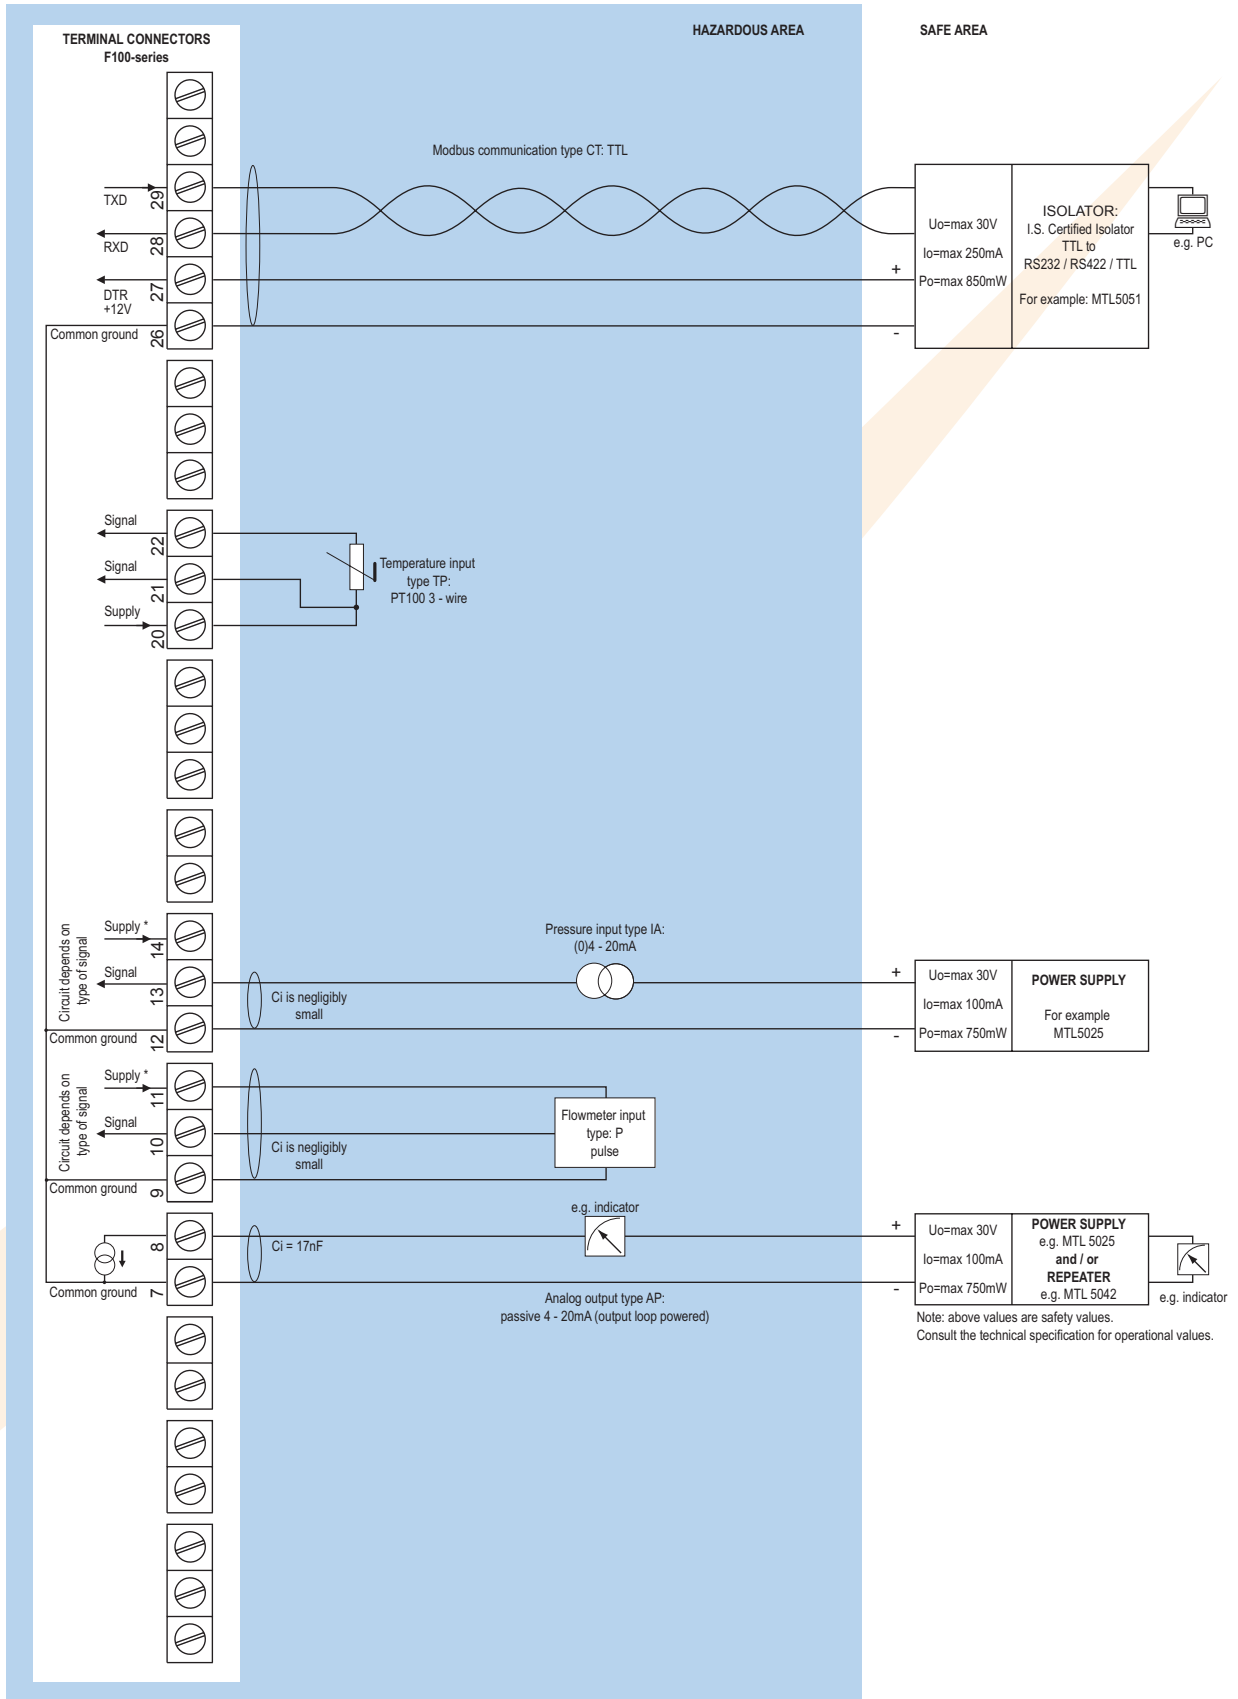 TERMINAL CONNECTORS
F100-series
HAZARDOUS AREA
SAFE AREA
Modbus communication type CT: TTL
TXD
29
RXD
28
DTR
+12V
27
Common ground
26
+
-
Uo=max 30V
Io=max 250mA
Po=max 850mW
ISOLATOR:
I.S. Certified Isolator
TTL to
RS232 / RS422 / TTL
For example: MTL5051
e.g. PC
Signal
22
Signal
21
Supply
20
Temperature input
type TP:
PT100 3 - wire
Circuit depends on
type of signal
Supply *
14
Signal
13
Common ground
12
Ci is negligibly
small
Pressure input type IA:
(0)4 - 20mA
+
-
Uo=max 30V
Io=max 100mA
Po=max 750mW
POWER SUPPLY
For example
MTL5025
Circuit depends on
type of signal
Supply *
11
Signal
10
Common ground
9
Ci is negligibly
small
Flowmeter input
type: P
pulse
8
Common ground
7
Ci = 17nF
e.g. indicator
Analog output type AP:
passive 4 - 20mA (output loop powered)
+
-
Uo=max 30V
Io=max 100mA
Po=max 750mW
POWER SUPPLY
e.g. MTL 5025
and / or
REPEATER
e.g. MTL 5042
e.g. indicator
Note: above values are safety values.
Consult the technical specification for operational values.